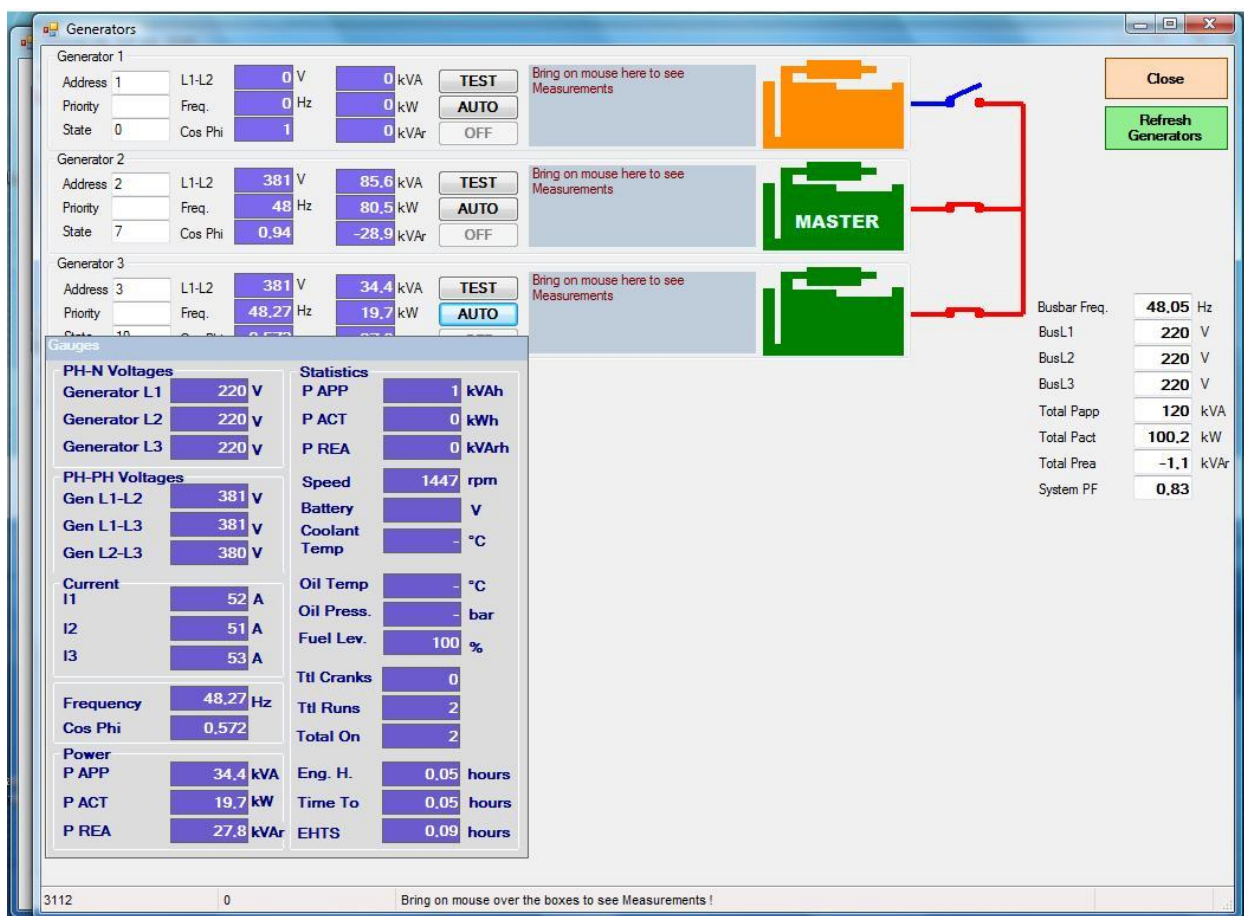 Generators
Generator 1
Address 1 L1-L2 0 V 0 kVA TEST Bring on mouse here to see
Measurements
Priority Freq. 0 Hz 0 kW AUTO
State 0 Cos Phi 1 0 kVAr OFF
Close
Refresh
Generators
Generator 2
Address 2 L1-L2 381 V 85,6 kVA TEST Bring on mouse here to see
Measurements
Priority Freq. 48 Hz 80,5 kW AUTO
State 7 Cos Phi 0,94 -28,9 kVAr OFF
MASTER
Generator 3
Address 3 L1-L2 381 V 34,4 kVA TEST Bring on mouse here to see
Measurements
Priority Freq. 48,27 Hz 19,7 kW AUTO
Busbar Freq. 48,05 Hz
BusL1 220 V
BusL2 220 V
BusL3 220 V
Total Papp 120 kVA
Total Pact 100,2 kW
Total Prea -1,1 kVAr
System PF 0,83
Gauges
PH-N Voltages
Generator L1 220 V
Generator L2 220 V
Generator L3 220 V
PH-PH Voltages
Gen L1-L2 381 V
Gen L1-L3 381 V
Gen L2-L3 380 V
Current
I1 52 A
I2 51 A
I3 53 A
Frequency 48,27 Hz
Cos Phi 0,572
Power
P APP 34,4 kVA
P ACT 19,7 kW
P REA 27,8 kVAr
Statistics
P APP 1 kVAh
P ACT 0 kWh
P REA 0 kVArh
Speed 1447 rpm
Battery V
Coolant
Temp - °C
Oil Temp - °C
Oil Press. - bar
Fuel Lev. 100 %
Ttl Cranks 0
Ttl Runs 2
Total On 2
Eng. H. 0,05 hours
Time To 0,05 hours
EHTS 0,09 hours
3112 0 Bring on mouse over the boxes to see Measurements !